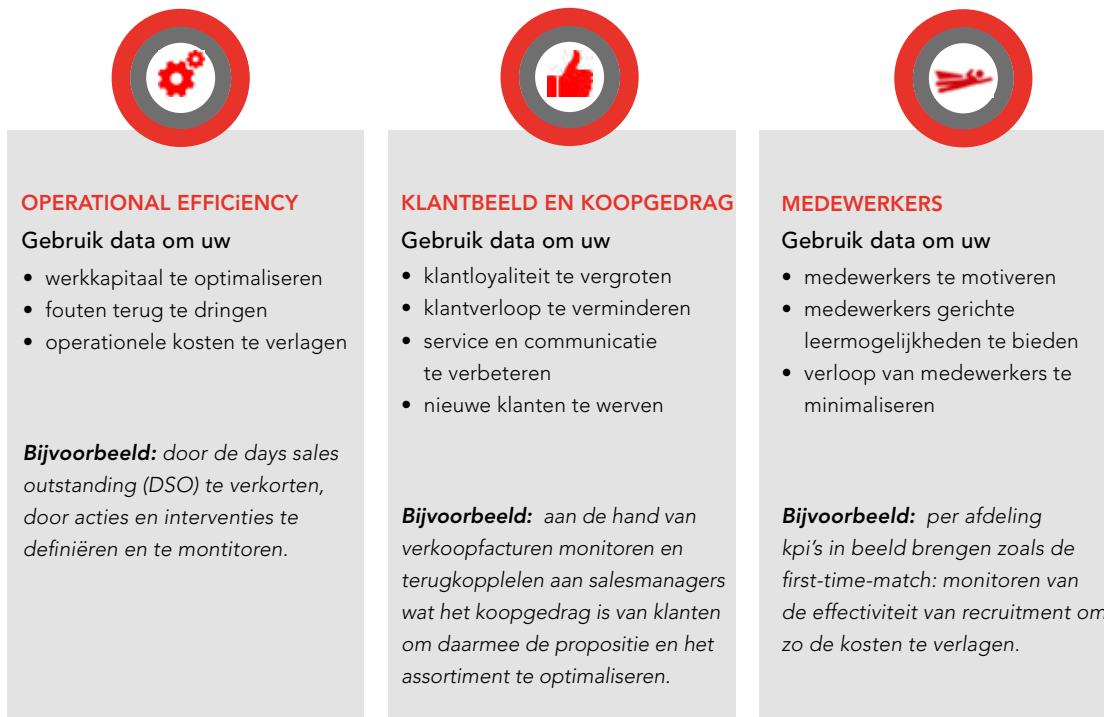 OPERATIONAL EFFICiENCY
Gebruik data om uw
• werkkapitaal te optimaliseren
• fouten terug te dringen
• operationele kosten te verlagen
Bijvoorbeeld: door de days sales
outstanding (DSO) te verkorten,
door acties en interventies te
definiëren en te montitoren.
KLANTBEELD EN KOOPGEDRAG
Gebruik data om uw
• klantloyaliteit te vergroten
• klantverloop te verminderen
• service en communicatie
te verbeteren
• nieuwe klanten te werven
Bijvoorbeeld: aan de hand van
verkoopfacturen monitoren en
terugkopplelen aan salesmanagers
wat het koopgedrag is van klanten
om daarmee de propositie en het
assortiment te optimaliseren.
MEDEWERKERS
Gebruik data om uw
• medewerkers te motiveren
• medewerkers gerichte
leermogelijkheden te bieden
• verloop van medewerkers te
minimaliseren
Bijvoorbeeld: per afdeling
kpi's in beeld brengen zoals de
first-time-match: monitoren van
de effectiviteit van recruitment om
zo de kosten te verlagen.